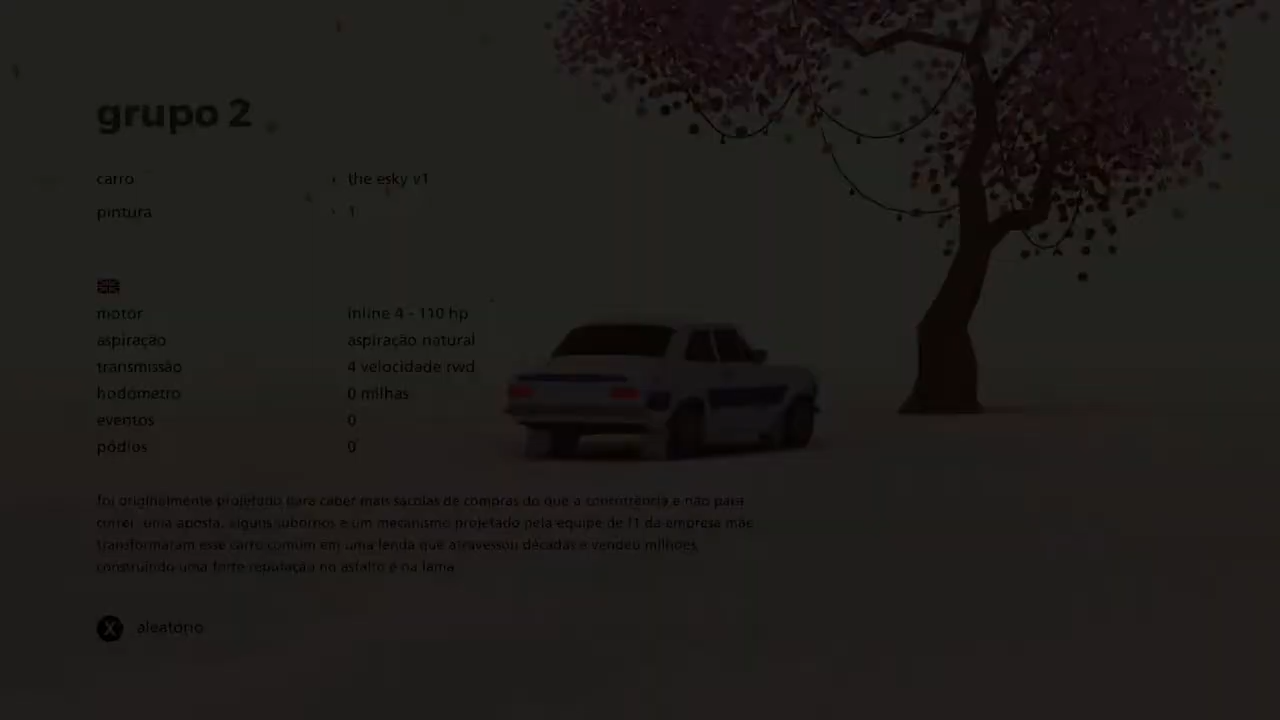 grupo 2
carro › the esky v1
pintura › 1
motor inline 4 - 110 hp
aspiração aspiração natural
transmissão 4 velocidade rwd
hodômetro 0 milhas
eventos 0
pódios 0
foi originalmente projetado para caber mais sacolas de compras do que a concorrência e não para
correr. uma aposta, alguns subornos e um mecanismo projetado pela equipe de f1 da empresa mãe
transformaram esse carro comum em uma lenda que atravessou décadas e vendeu milhões,
construindo uma forte reputação no asfalto e na lama.
X aleatório